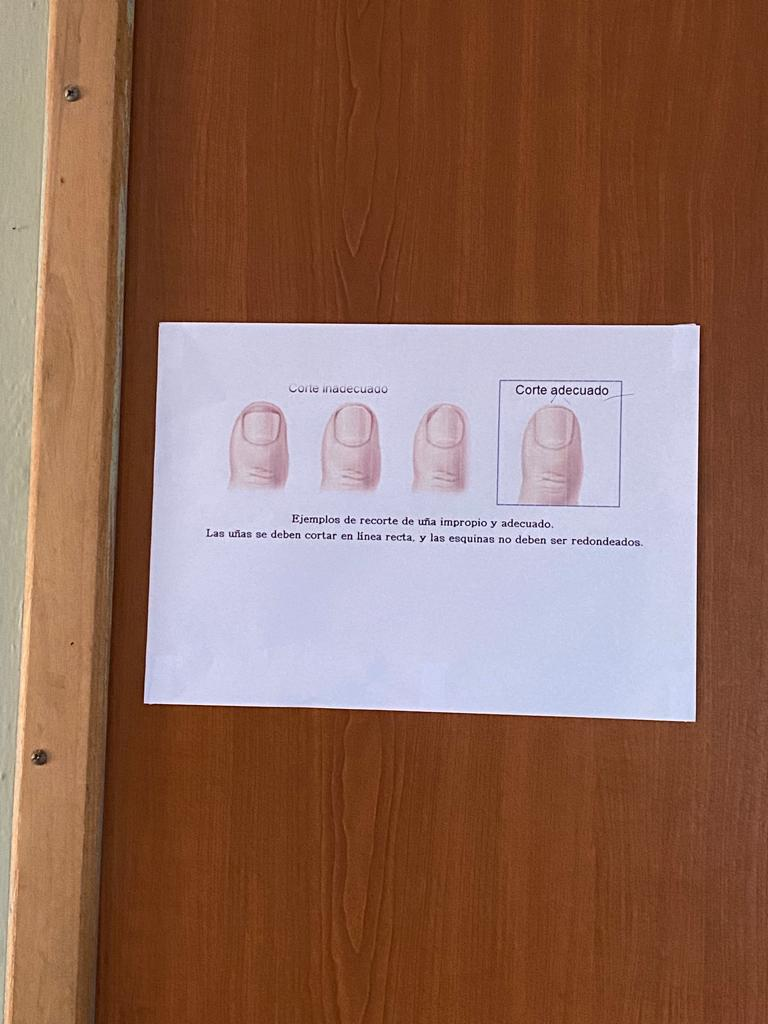 Corte inadecuado
Corte adecuado
Ejemplos de recorte de uña impropio y adecuado.
Las uñas se deben cortar en línea recta, y las esquinas no deben ser redondeados.